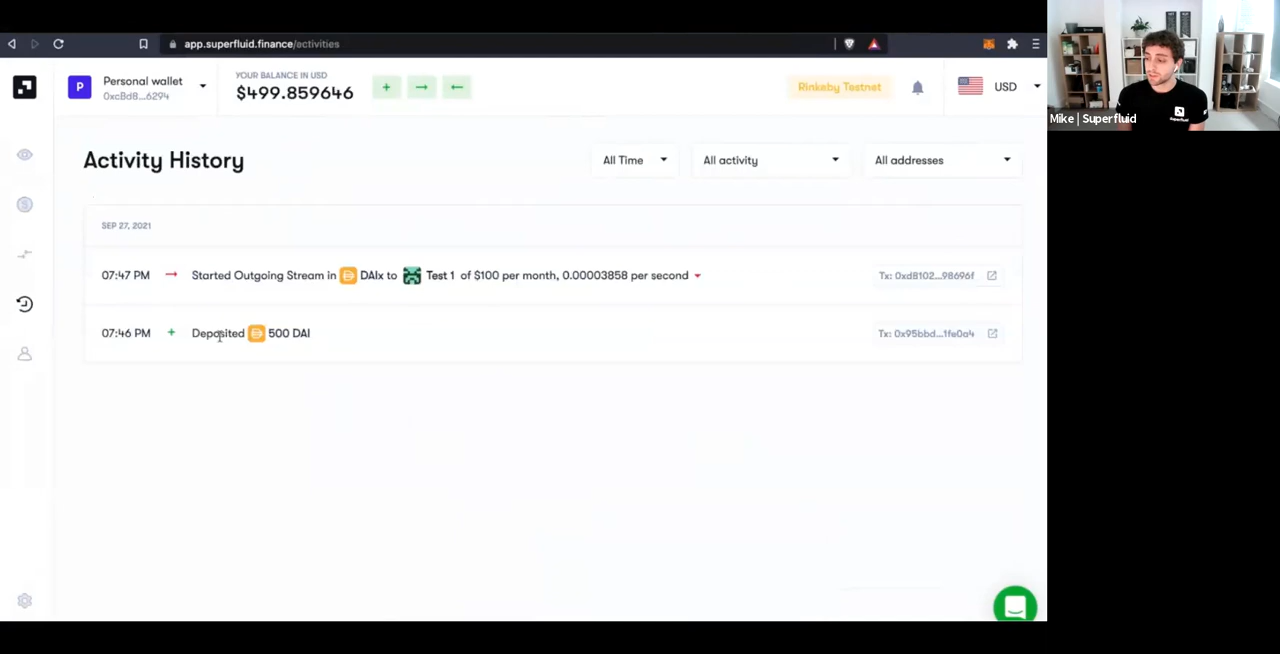 app.superfluid.finance/activities
P
Personal wallet
0xcBd8...6294
YOUR BALANCE IN USD
$499.859646
+ → ←
Rinkeby Testnet
USD
Mike | Superfluid
Activity History
All Time
All activity
All addresses
SEP 27, 2021
07:47 PM → Started Outgoing Stream in DAIx to Test 1 of $100 per month, 0.00003858 per second Tx: 0xd8102...98696f
07:46 PM + Deposited 500 DAI Tx: 0x95bbd...1fe0a4